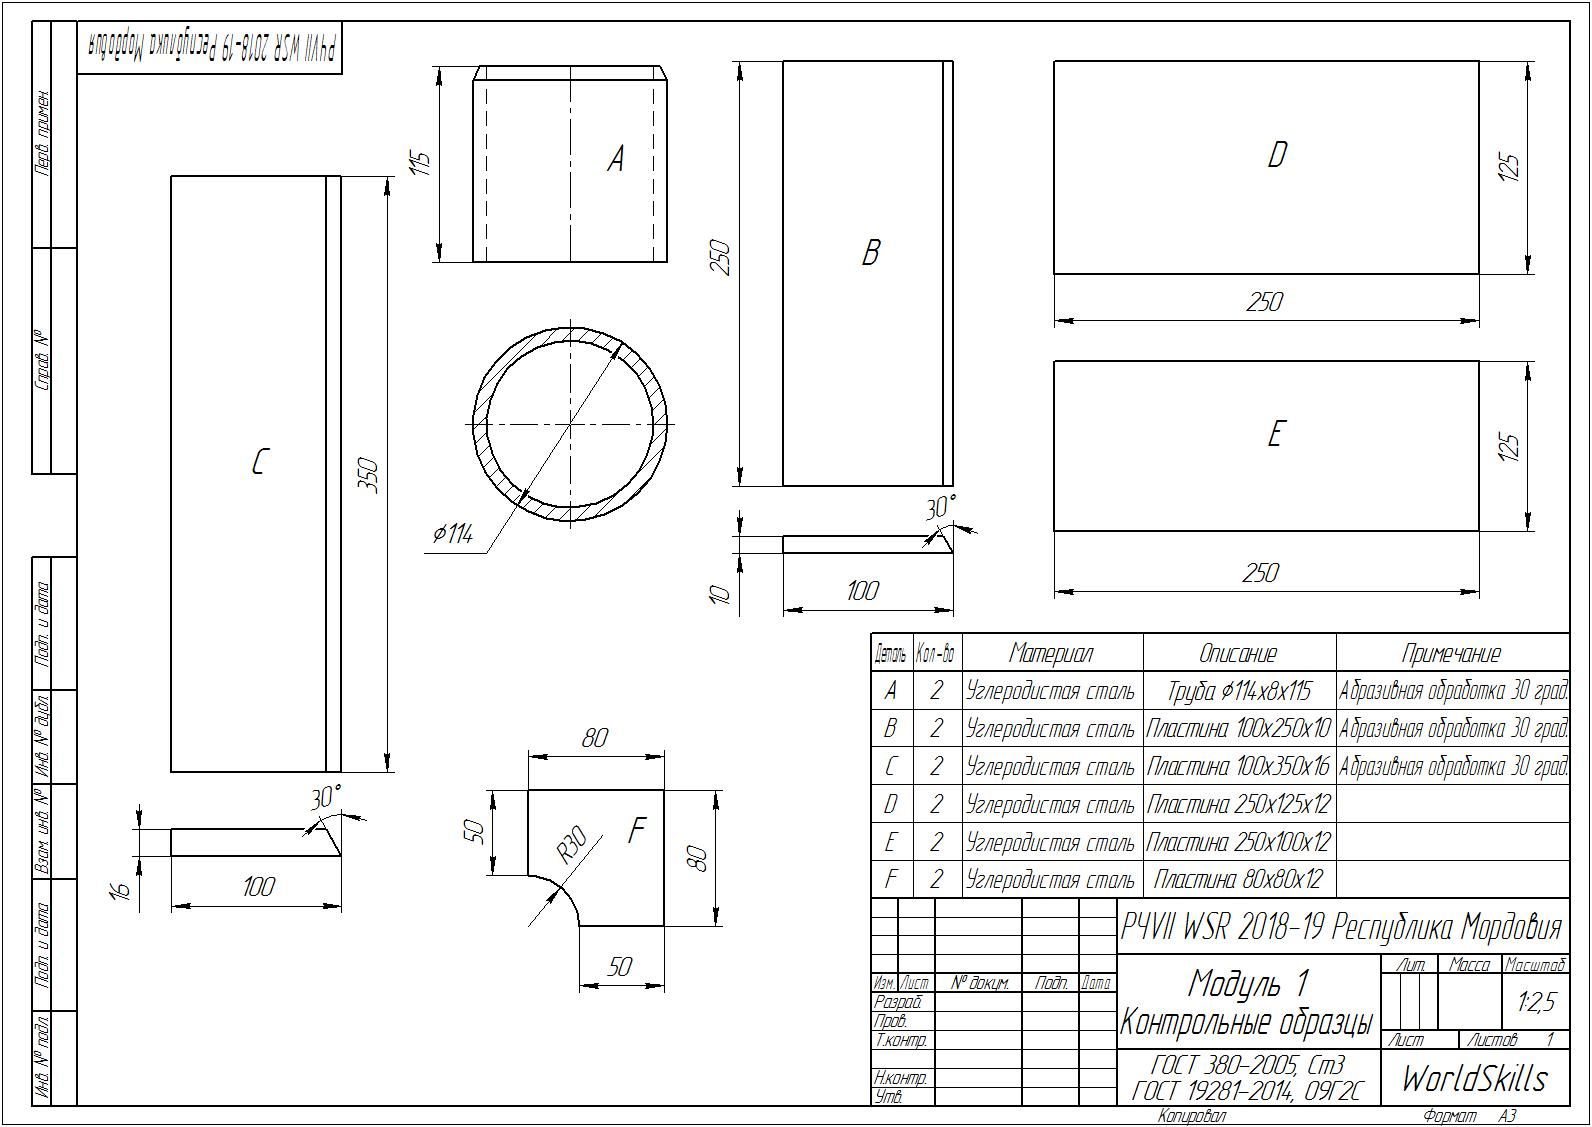 РЧVII WSR 2018-19 Республика Мордовия
Перв. примен.
Справ. №
Подп. и дата
Инв. № дубл.
Взам. инв. №
Подп. и дата
Инв. № подл.
A
115
⌀114
B
250
30°
10
100
C
350
30°
16
100
D
125
250
E
125
250
F
80
50
R30
80
50
Деталь Кол-во Материал Описание Примечание
A 2 Углеродистая сталь Труба ⌀114х8х115 Абразивная обработка 30 град.
B 2 Углеродистая сталь Пластина 100х250х10 Абразивная обработка 30 град.
C 2 Углеродистая сталь Пластина 100х350х16 Абразивная обработка 30 град.
D 2 Углеродистая сталь Пластина 250х125х12
E 2 Углеродистая сталь Пластина 250х100х12
F 2 Углеродистая сталь Пластина 80х80х12
РЧVII WSR 2018-19 Республика Мордовия
Изм. Лист № докум. Подп. Дата
Разраб.
Пров.
Т.контр.
Н.контр.
Утв.
Модуль 1
Контрольные образцы
Лит. Масса Масштаб
1:2,5
Лист Листов 1
ГОСТ 380-2005, Ст3
ГОСТ 19281-2014, 09Г2С
WorldSkills
Копировал Формат А3